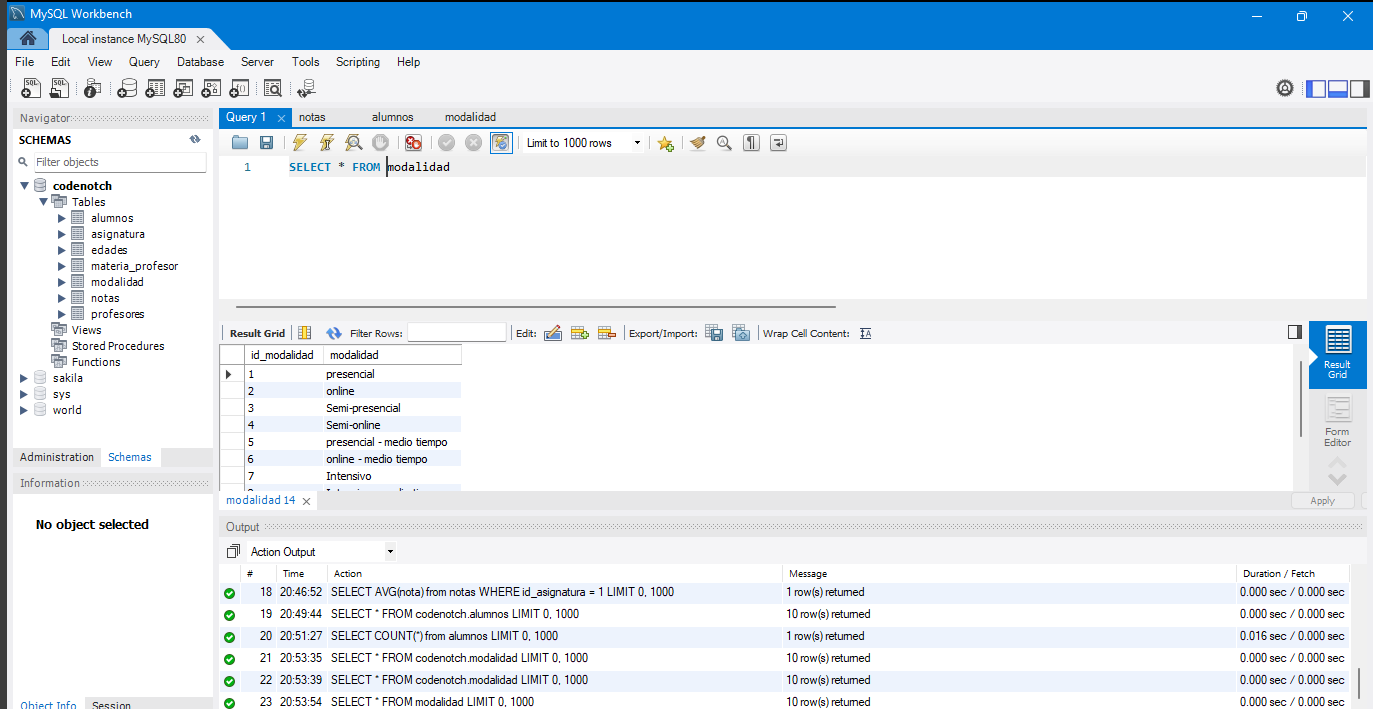 MySQL Workbench
Local instance MySQL80
File Edit View Query Database Server Tools Scripting Help
Navigator
SCHEMAS
Filter objects
codenotch
Tables
alumnos
asignatura
edades
materia_profesor
modalidad
notas
profesores
Views
Stored Procedures
Functions
sakila
sys
world
Administration Schemas
Information
No object selected
Object Info Session
Query 1 notas alumnos modalidad
Limit to 1000 rows
1 SELECT * FROM modalidad
Result Grid Filter Rows: Edit: Export/Import: Wrap Cell Content:
id_modalidad modalidad
1 presencial
2 online
3 Semi-presencial
4 Semi-online
5 presencial - medio tiempo
6 online - medio tiempo
7 Intensivo
Result
Grid
Form
Editor
modalidad 14
Apply
Output
Action Output
# Time Action Message Duration / Fetch
18 20:46:52 SELECT AVG(nota) from notas WHERE id_asignatura = 1 LIMIT 0, 1000 1 row(s) returned 0.000 sec / 0.000 sec
19 20:49:44 SELECT * FROM codenotch.alumnos LIMIT 0, 1000 10 row(s) returned 0.000 sec / 0.000 sec
20 20:51:27 SELECT COUNT(*) from alumnos LIMIT 0, 1000 1 row(s) returned 0.016 sec / 0.000 sec
21 20:53:35 SELECT * FROM codenotch.modalidad LIMIT 0, 1000 10 row(s) returned 0.000 sec / 0.000 sec
22 20:53:39 SELECT * FROM codenotch.modalidad LIMIT 0, 1000 10 row(s) returned 0.000 sec / 0.000 sec
23 20:53:54 SELECT * FROM modalidad LIMIT 0, 1000 10 row(s) returned 0.000 sec / 0.000 sec